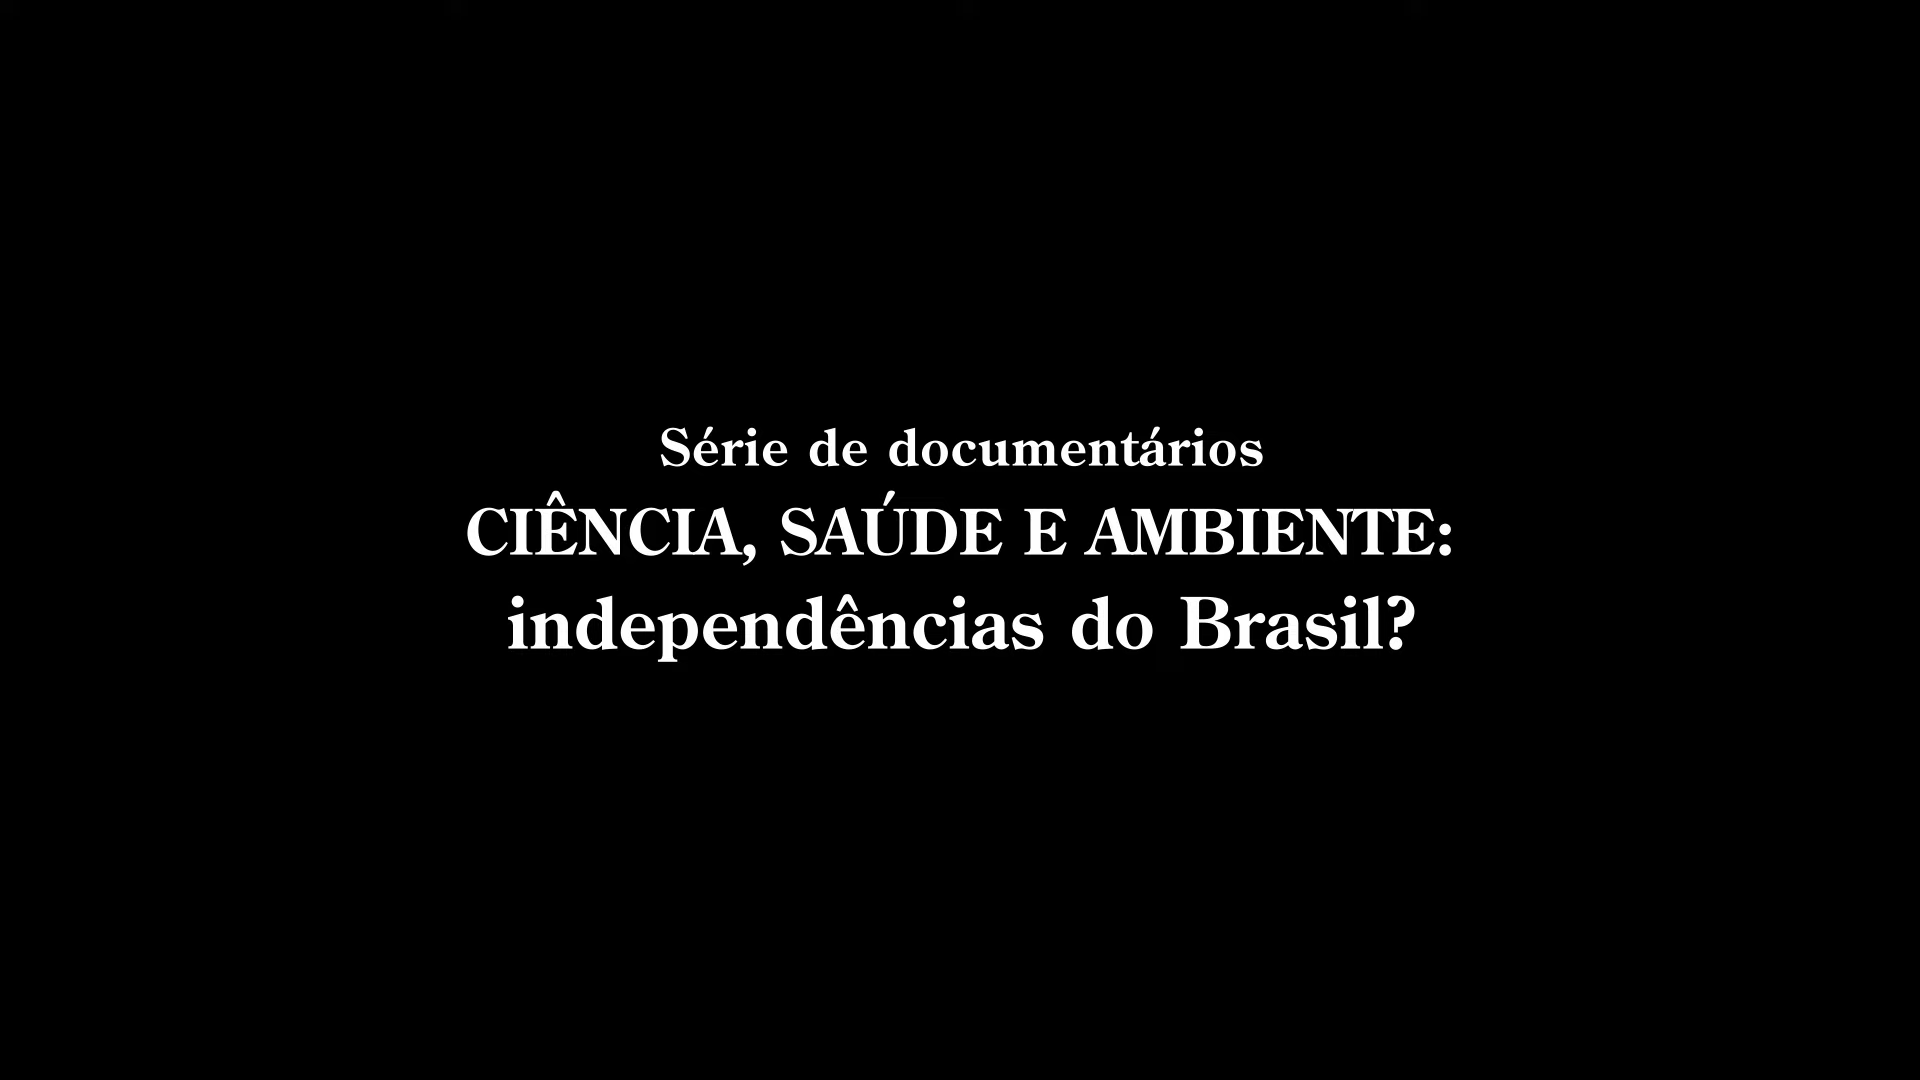 Série de documentários
CIÊNCIA, SAÚDE E AMBIENTE:
independências do Brasil?